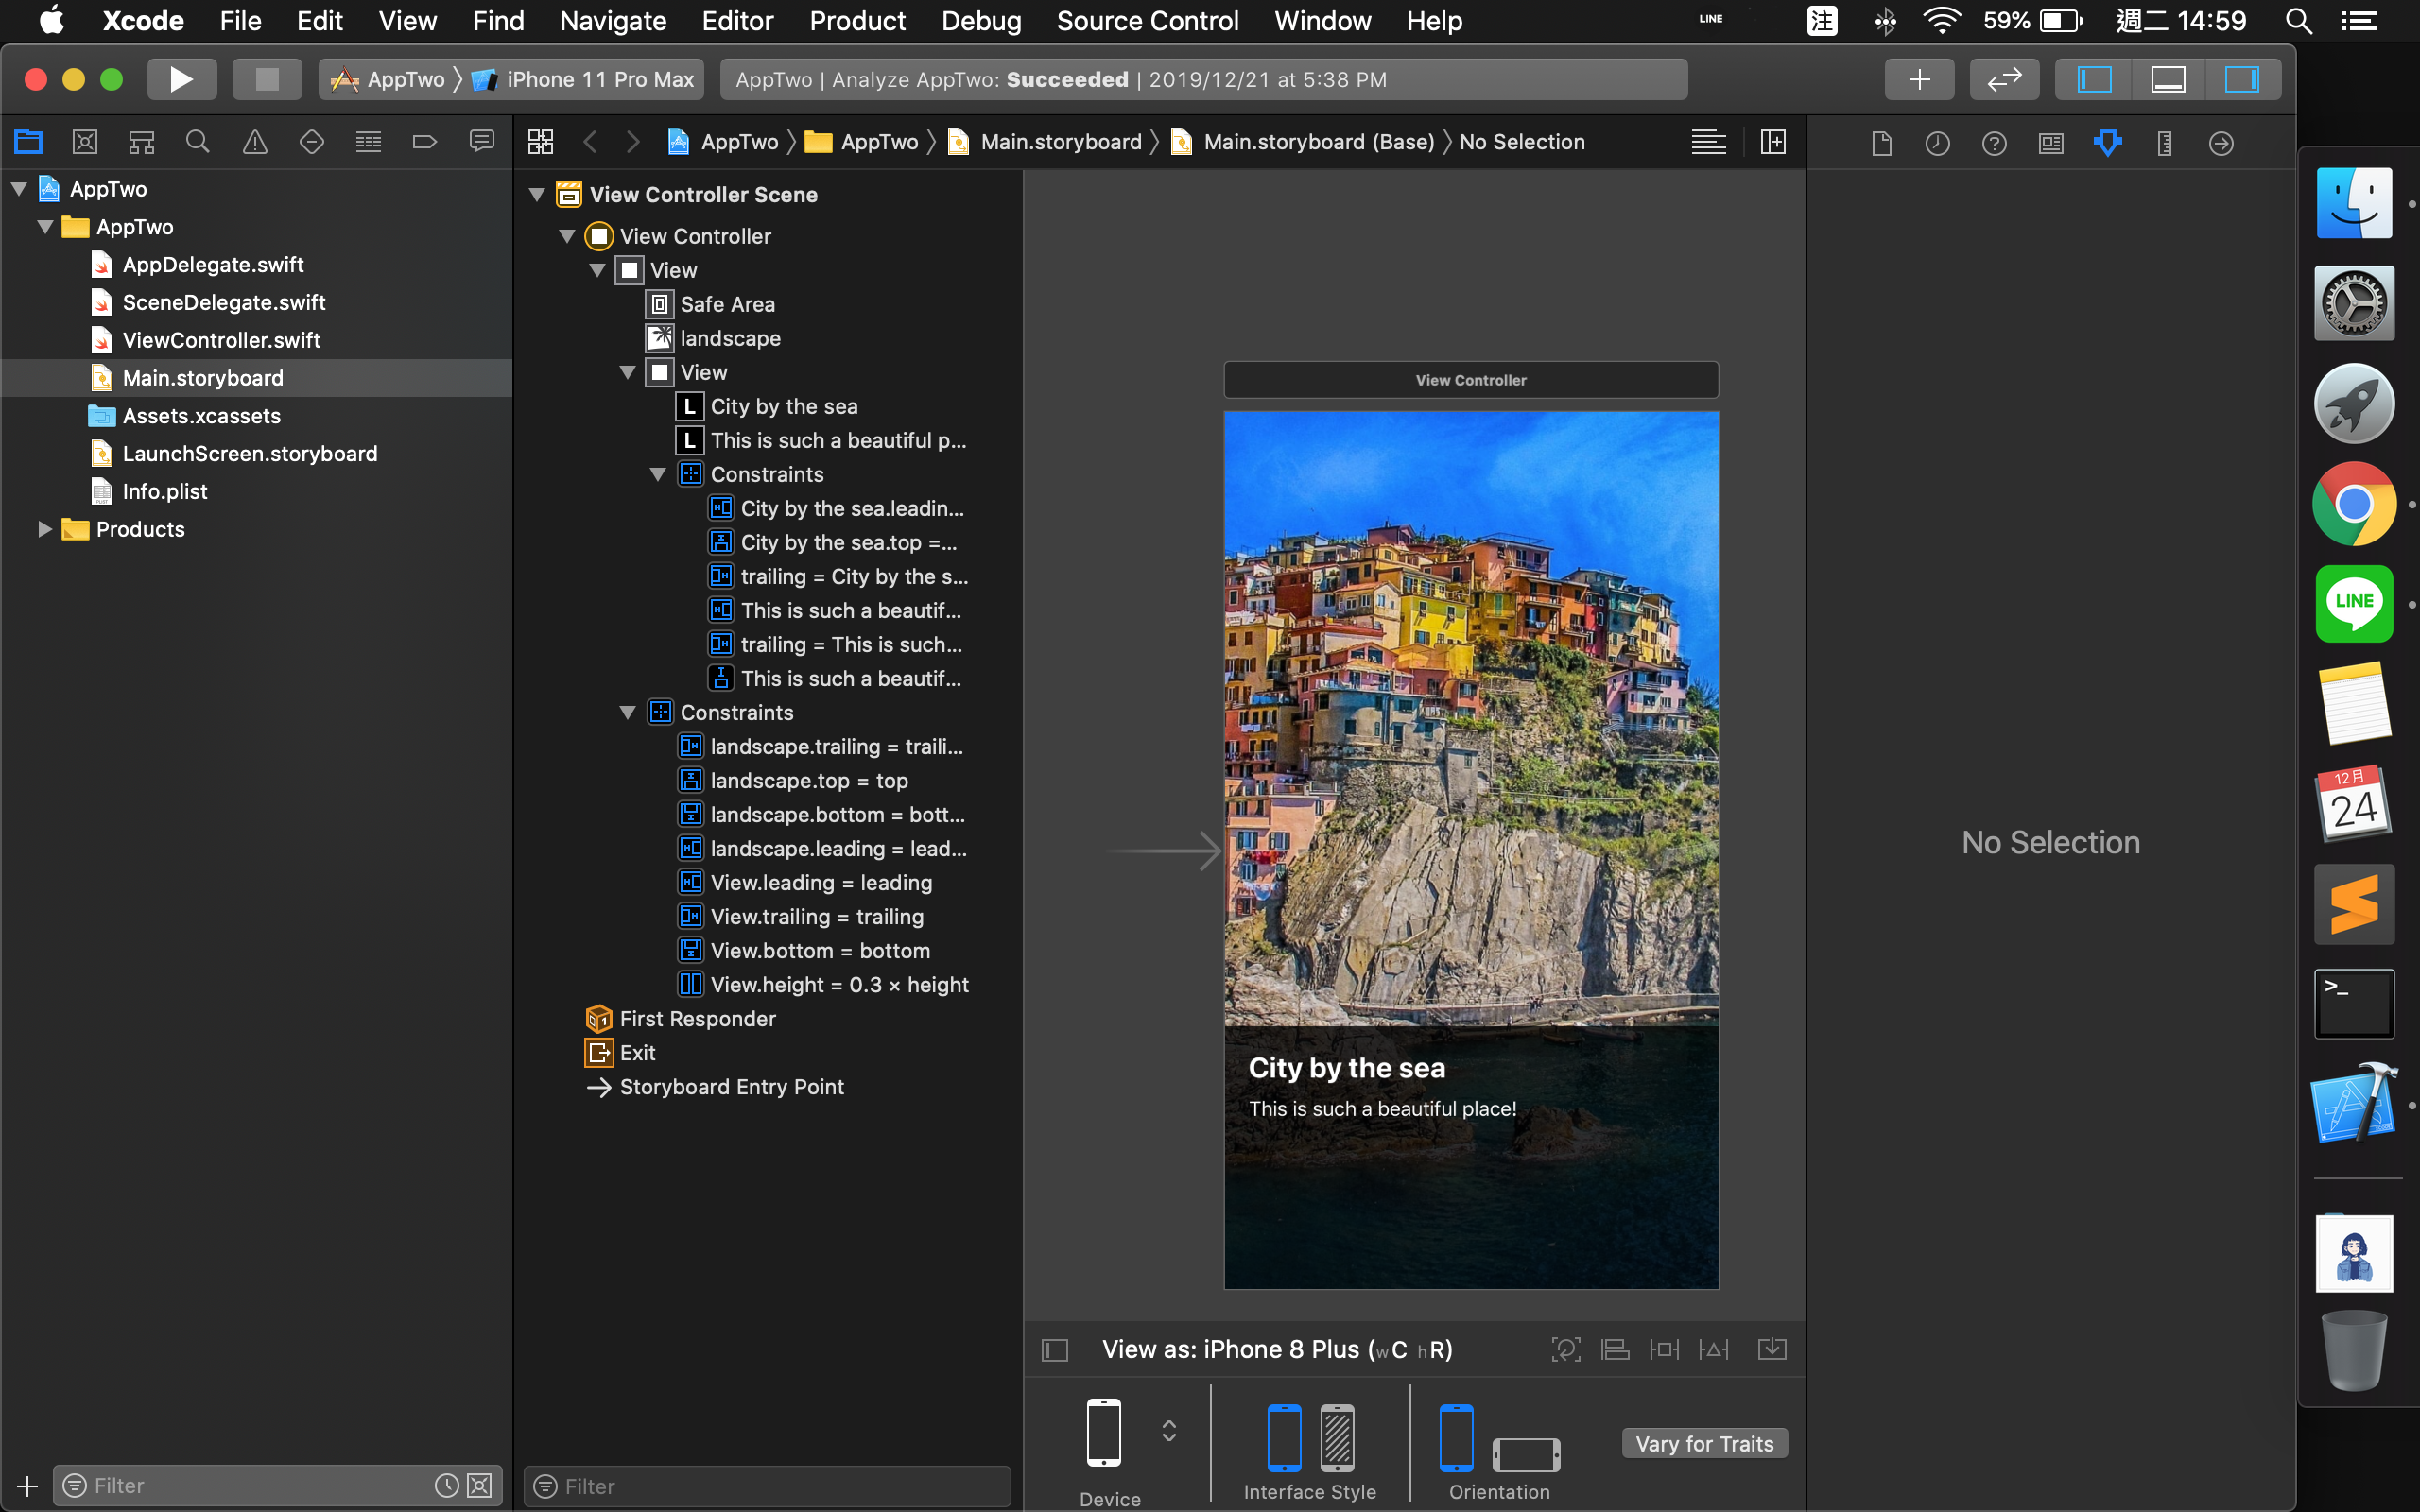 Xcode File Edit View Find Navigate Editor Product Debug Source Control Window Help LINE 注 59% 週二 14:59
AppTwo 〉 iPhone 11 Pro Max
AppTwo | Analyze AppTwo: Succeeded | 2019/12/21 at 5:38 PM
AppTwo 〉 AppTwo 〉 Main.storyboard 〉 Main.storyboard (Base) 〉 No Selection
AppTwo
AppTwo
AppDelegate.swift
SceneDelegate.swift
ViewController.swift
Main.storyboard
Assets.xcassets
LaunchScreen.storyboard
Info.plist
Products
Filter
View Controller Scene
View Controller
View
Safe Area
landscape
View
L City by the sea
L This is such a beautiful p...
Constraints
City by the sea.leadin...
City by the sea.top =...
trailing = City by the s...
This is such a beautif...
trailing = This is such...
This is such a beautif...
Constraints
landscape.trailing = traili...
landscape.top = top
landscape.bottom = bott...
landscape.leading = lead...
View.leading = leading
View.trailing = trailing
View.bottom = bottom
View.height = 0.3 × height
First Responder
Exit
Storyboard Entry Point
Filter
View Controller
City by the sea
This is such a beautiful place!
View as: iPhone 8 Plus (wC hR)
Device
Interface Style
Orientation
Vary for Traits
No Selection
LINE
12月
24
>_